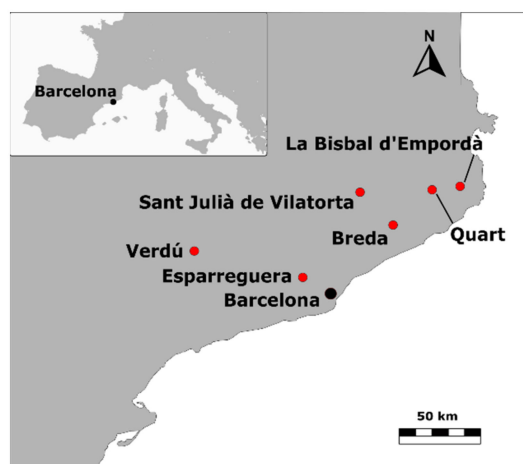 Barcelona
N
La Bisbal d'Empordà
Sant Julià de Vilatorta
Breda
Quart
Verdú
Esparreguera
Barcelona
50 km